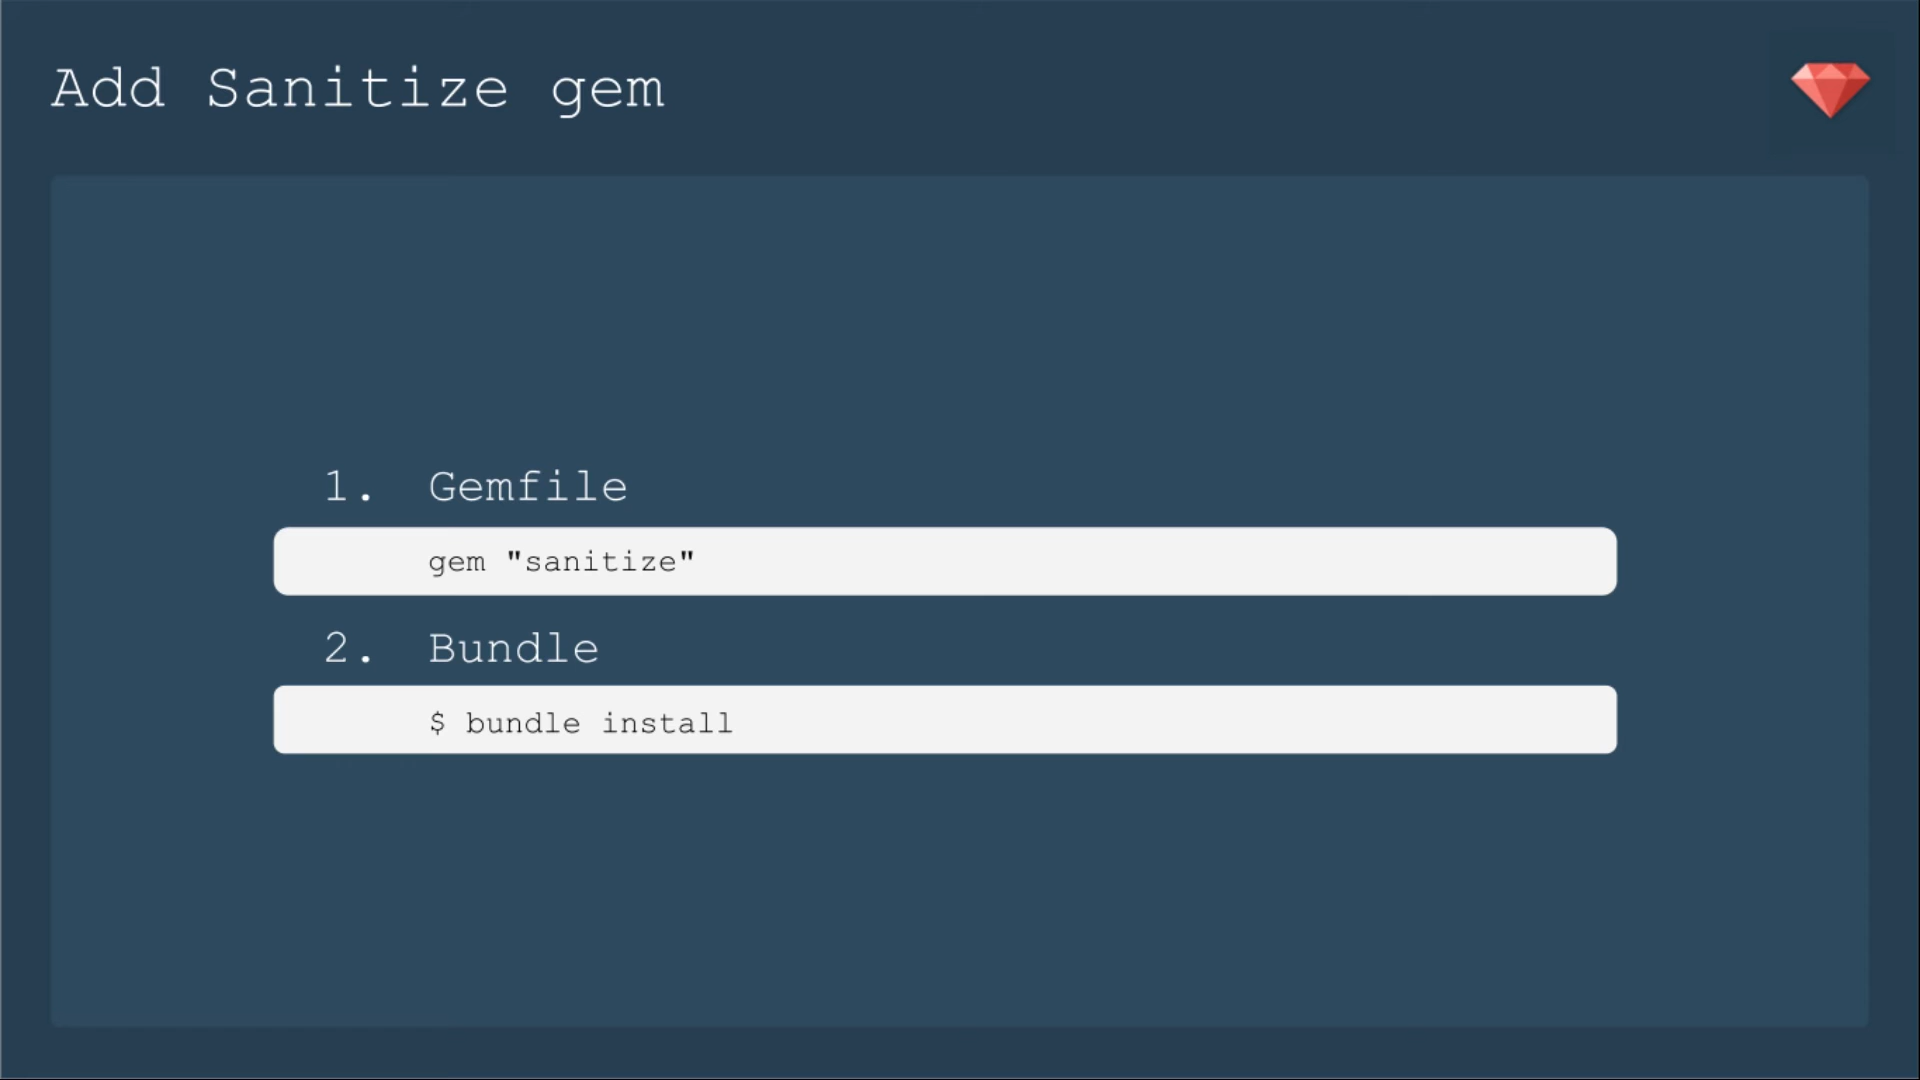 Add Sanitize gem
1. Gemfile
gem "sanitize"
2. Bundle
$ bundle install